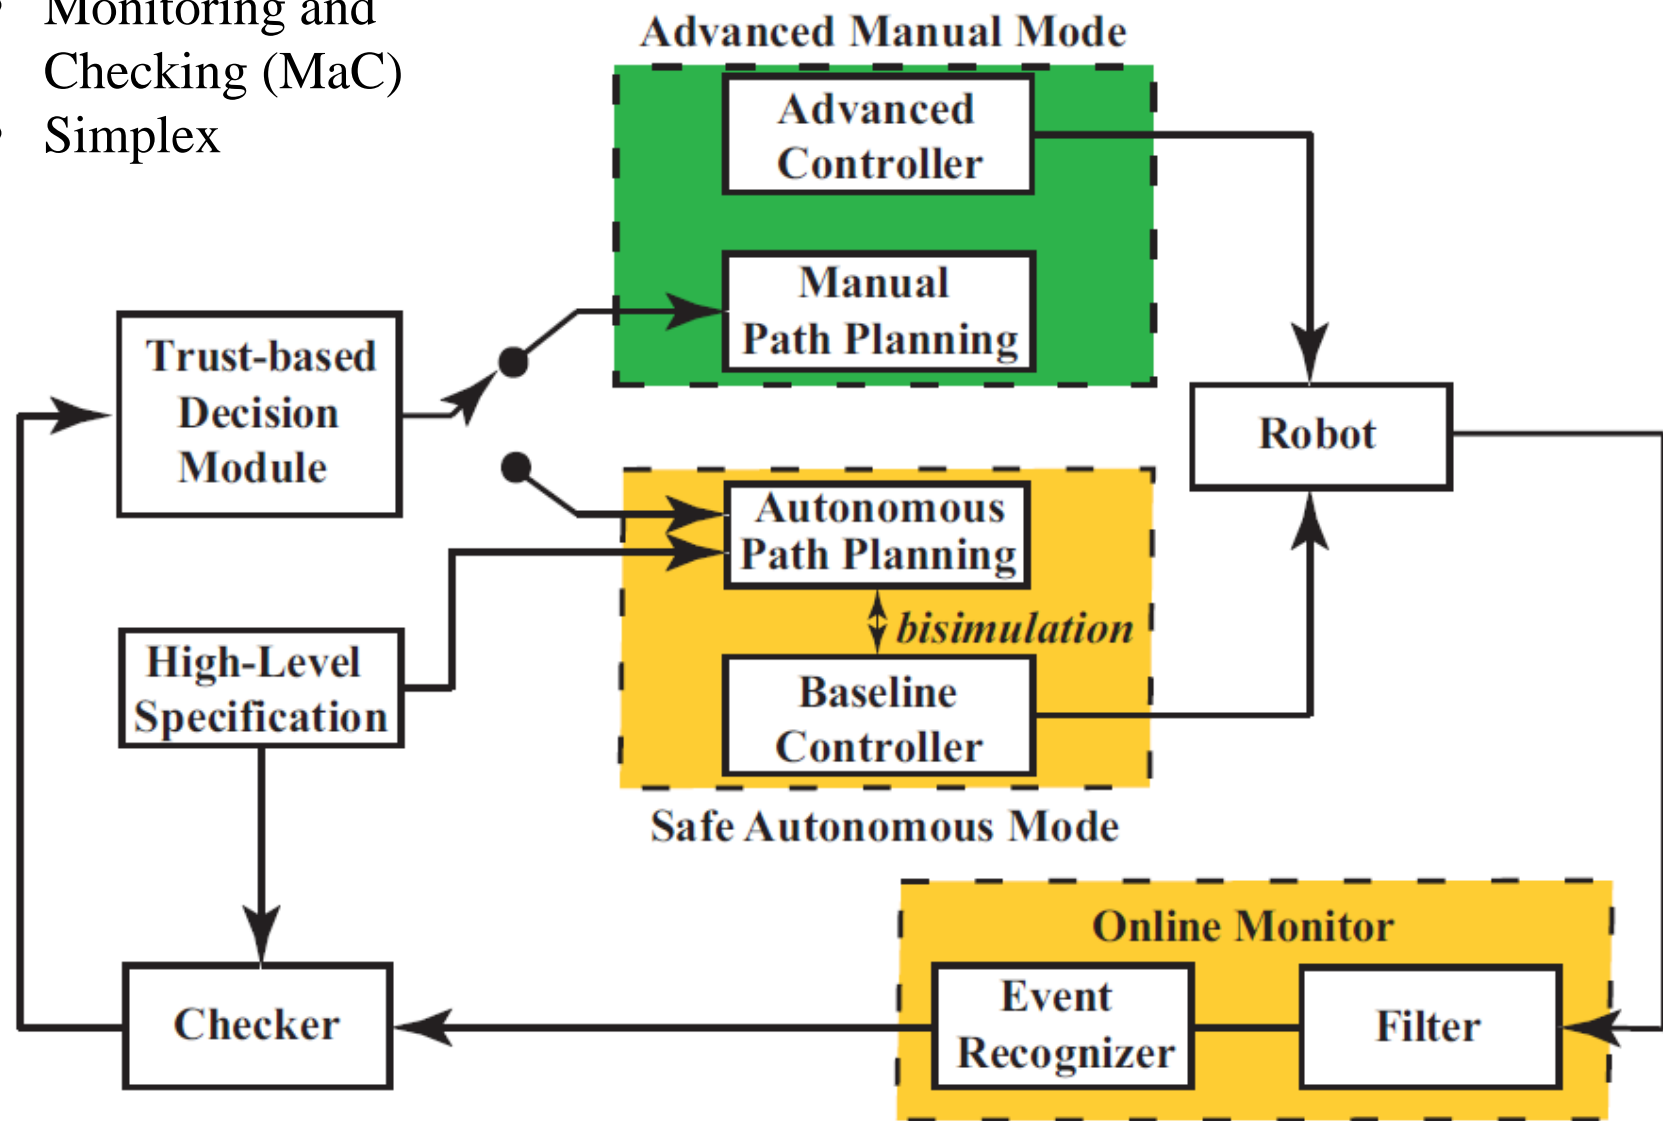 Monitoring and
Checking (MaC)
• Simplex
Advanced Manual Mode
Advanced
Controller
Manual
Path Planning
Trust-based
Decision
Module
Robot
Autonomous
Path Planning
bisimulation
High-Level
Specification
Baseline
Controller
Safe Autonomous Mode
Online Monitor
Event
Recognizer
Filter
Checker